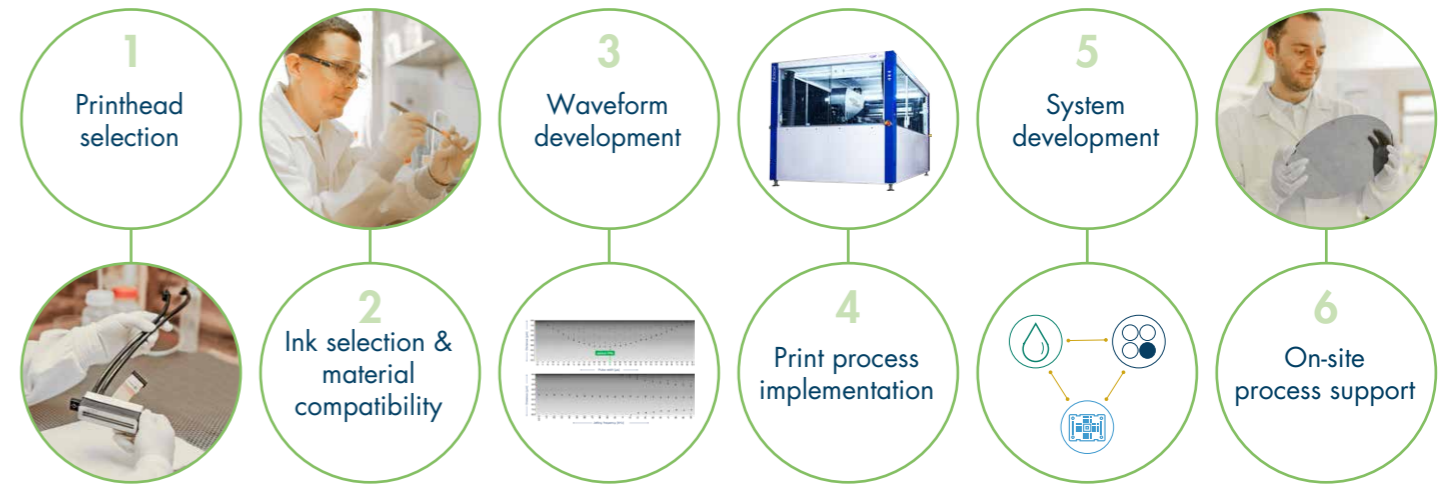 1
Printhead
selection
2
Ink selection &
material
compatibility
3
Waveform
development
4
Print process
implementation
5
System
development
6
On-site
process support